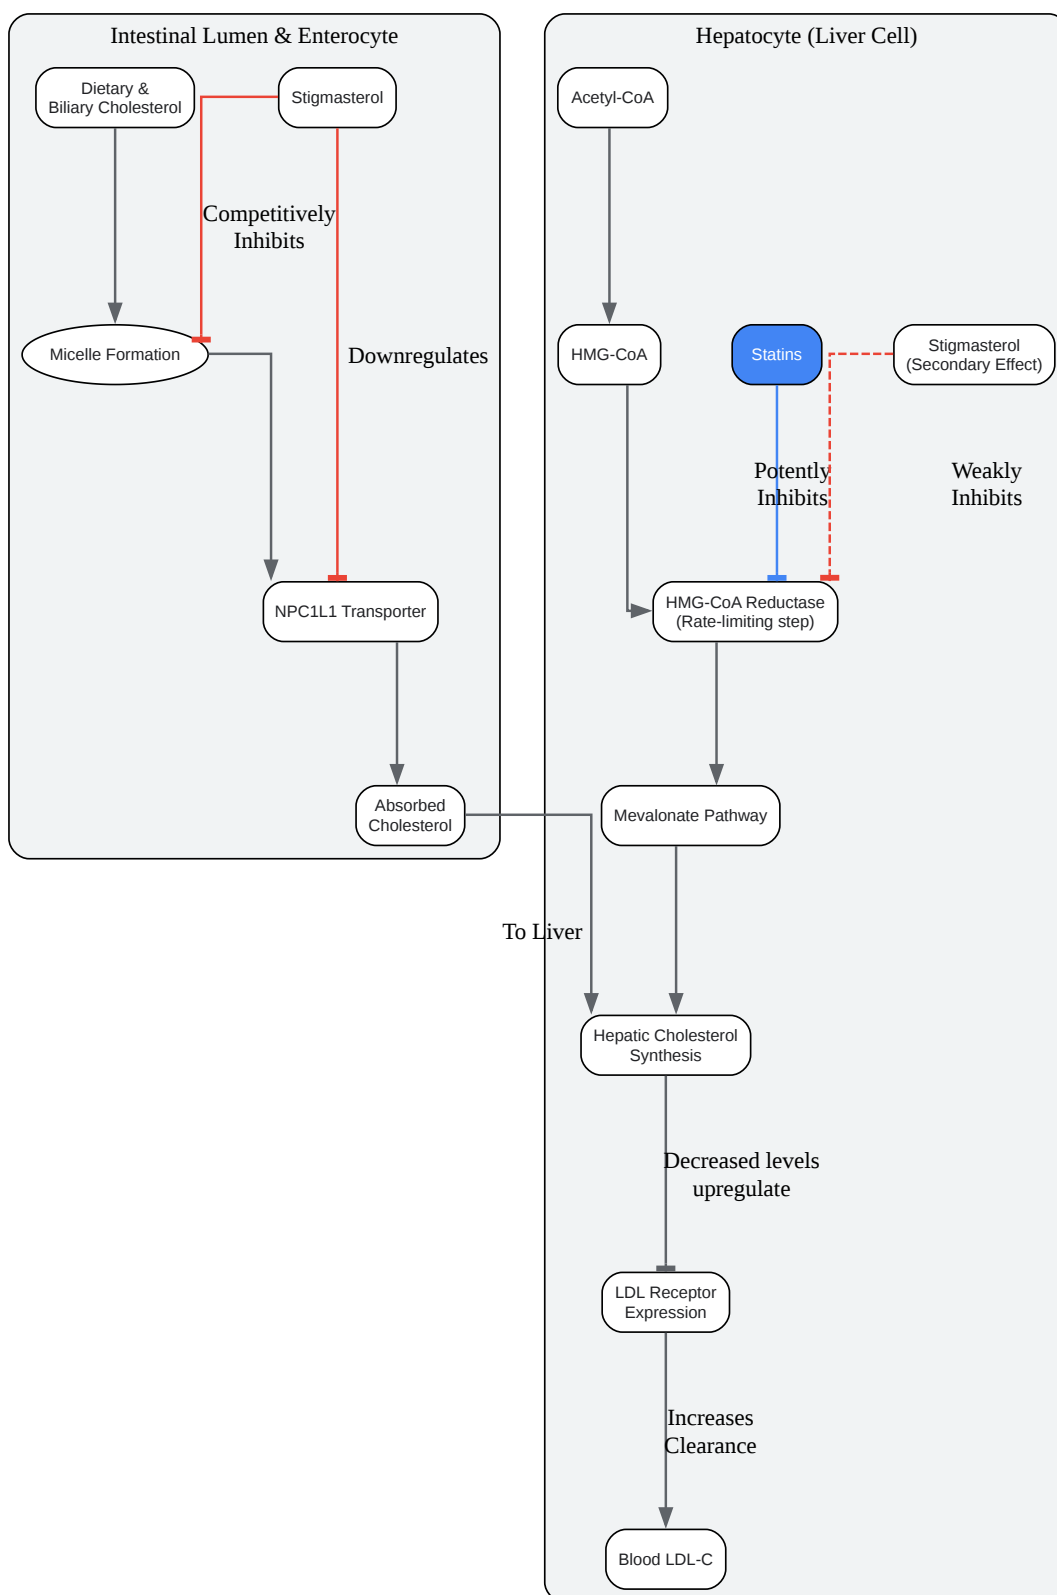 Intestinal Lumen & Enterocyte
Dietary &
Biliary Cholesterol
Stigmasterol
Competitively
Inhibits
Micelle Formation
Downregulates
NPC1L1 Transporter
Absorbed
Cholesterol
To Liver
Hepatocyte (Liver Cell)
Acetyl-CoA
HMG-CoA
Statins
Stigmasterol
(Secondary Effect)
Potently
Inhibits
Weakly
Inhibits
HMG-CoA Reductase
(Rate-limiting step)
Mevalonate Pathway
Hepatic Cholesterol
Synthesis
Decreased levels
upregulate
LDL Receptor
Expression
Increases
Clearance
Blood LDL-C